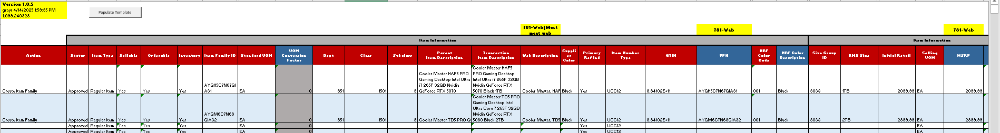 Version 1.0.5
grayr 4/14/2025 1:59:35 PM
1.099.240328
Populate Template
781-Web(Must
meet web
781-Web
781-Web
Item Information
Item Information
Action
Status
Item Type
Sellable
Orderable
Inventory
Item Family ID
Standard UOM
UOM
Conversion
Factor
Dept
Class
Subclass
Parent
Item Description
Transaction
Item Description
Web Description
Suppli
er
Color
Primary
Ref Ind
Item Number
Type
GTIN
VPN
NRF
Color
Code
NRF Color
Description
Size Group
ID
RMS Size
Initial Retail
Selling
UOM
MSRP
Create Item Family
Approved
Regular Item
Yes
Yes
Yes
AYGH5C7N67GI
A31
EA
0
851
1501
9
Cooler Master HAF5 PRO
Gaming Desktop Intel Ultra
i7 265F 32GB Nvidia
GeForce RTX 5070
Cooler Master HAF5
PRO Gaming Desktop
Intel Ultra i7 265F 32GB
Nvidia GeForce RTX
5070 Black 1TB
Cooler Master, HAF
Black
Yes
UCC12
8.84102E+11
AYGH5C7N67GIA31
001
Black
303S
1TB
2099.99
EA
2099.99
Create Item Family
Approved
Regular Item
Yes
Yes
Yes
AYGM6C7N68
GIA32
EA
0
851
1501
9
Cooler Master TD5 PRO G
Cooler Master TD5 PRO
Gaming Desktop Intel
Ultra Core 7 265F 32GB
Nvidia GeForce RTX
5080 Black 2TB
Cooler Master, TD5
Black
Yes
UCC12
8.84102E+11
AYGM6C7N68GIA32
001
Black
303S
2TB
2899.99
EA
2899.99
Approved
Regular Item
Yes
Yes
Yes
EA
0
Yes
UCC12
EA
Approved
Regular Item
Yes
Yes
Yes
EA
0
Yes
UCC12
EA